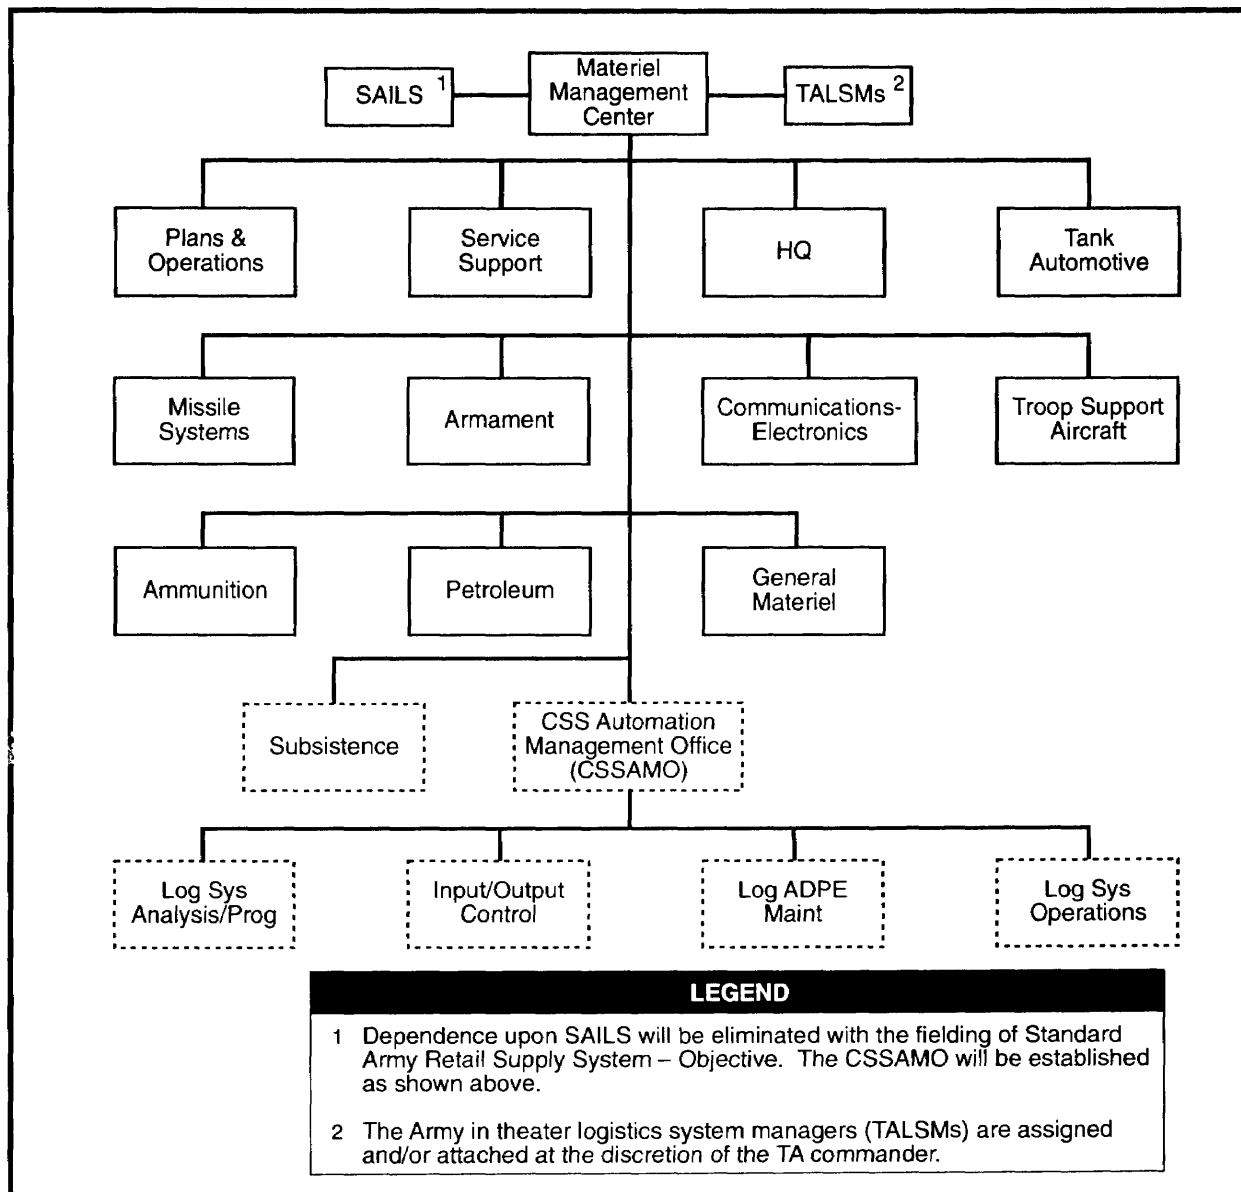 SAILS 1
Materiel
Management
Center
TALSMs 2
Plans &
Operations
Service
Support
HQ
Tank
Automotive
Missile
Systems
Armament
Communications-
Electronics
Troop Support
Aircraft
Ammunition
Petroleum
General
Materiel
Subsistence
CSS Automation
Management Office
(CSSAMO)
Log Sys
Analysis/Prog
Input/Output
Control
Log ADPE
Maint
Log Sys
Operations
LEGEND
1 Dependence upon SAILS will be eliminated with the fielding of Standard
Army Retail Supply System – Objective. The CSSAMO will be established
as shown above.
2 The Army in theater logistics system managers (TALSMs) are assigned
and/or attached at the discretion of the TA commander.